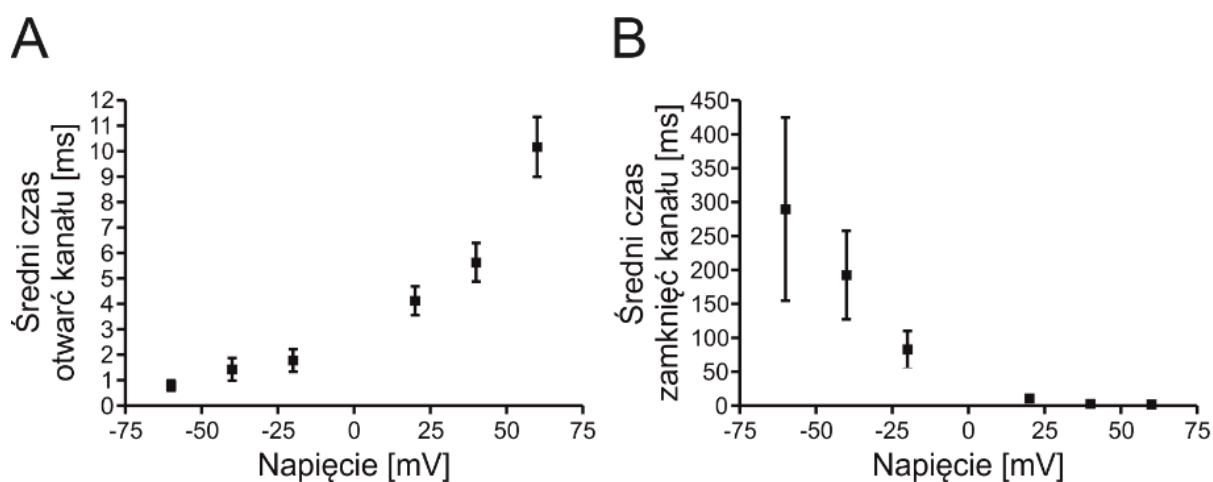 A
Średni czas
otwarć kanału [ms]
12
11
10
9
8
7
6
5
4
3
2
1
0
-75 -50 -25 0 25 50 75
Napięcie [mV]
B
Średni czas
zamknięć kanału [ms]
450
400
350
300
250
200
150
100
50
0
-75 -50 -25 0 25 50 75
Napięcie [mV]